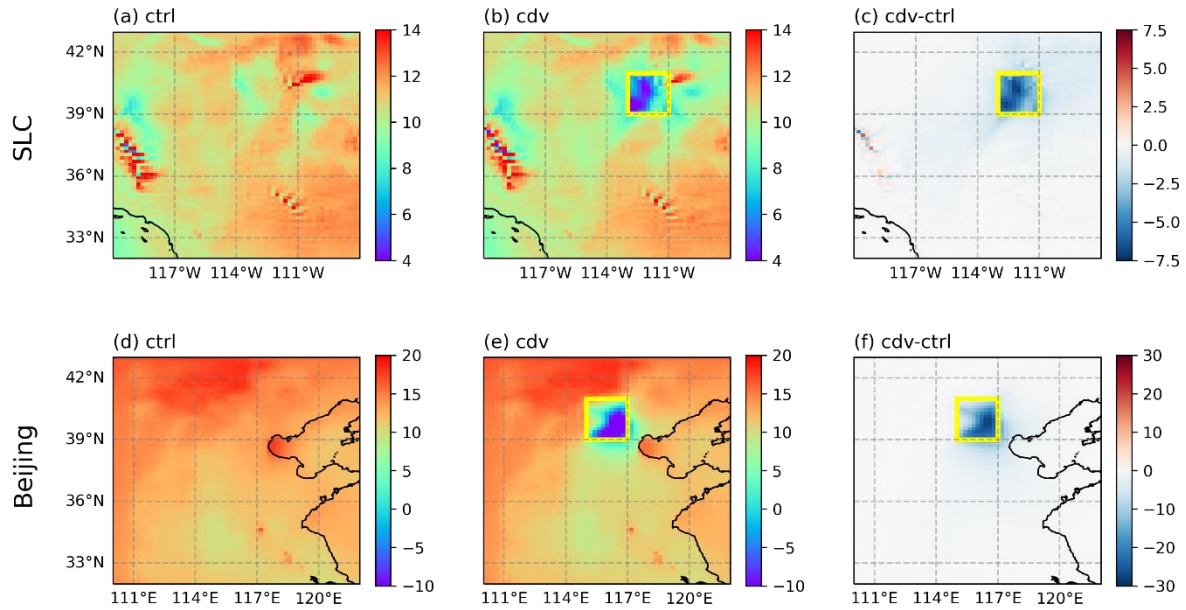 (a) ctrl
(b) cdv
(c) cdv-ctrl
SLC
42°N
39°N
36°N
33°N
117°W 114°W 111°W
14
12
10
8
6
4
117°W 114°W 111°W
14
12
10
8
6
4
117°W 114°W 111°W
7.5
5.0
2.5
0.0
−2.5
−5.0
−7.5
(d) ctrl
(e) cdv
(f) cdv-ctrl
Beijing
42°N
39°N
36°N
33°N
111°E 114°E 117°E 120°E
20
15
10
5
0
−5
−10
111°E 114°E 117°E 120°E
20
15
10
5
0
−5
−10
111°E 114°E 117°E 120°E
30
20
10
0
−10
−20
−30